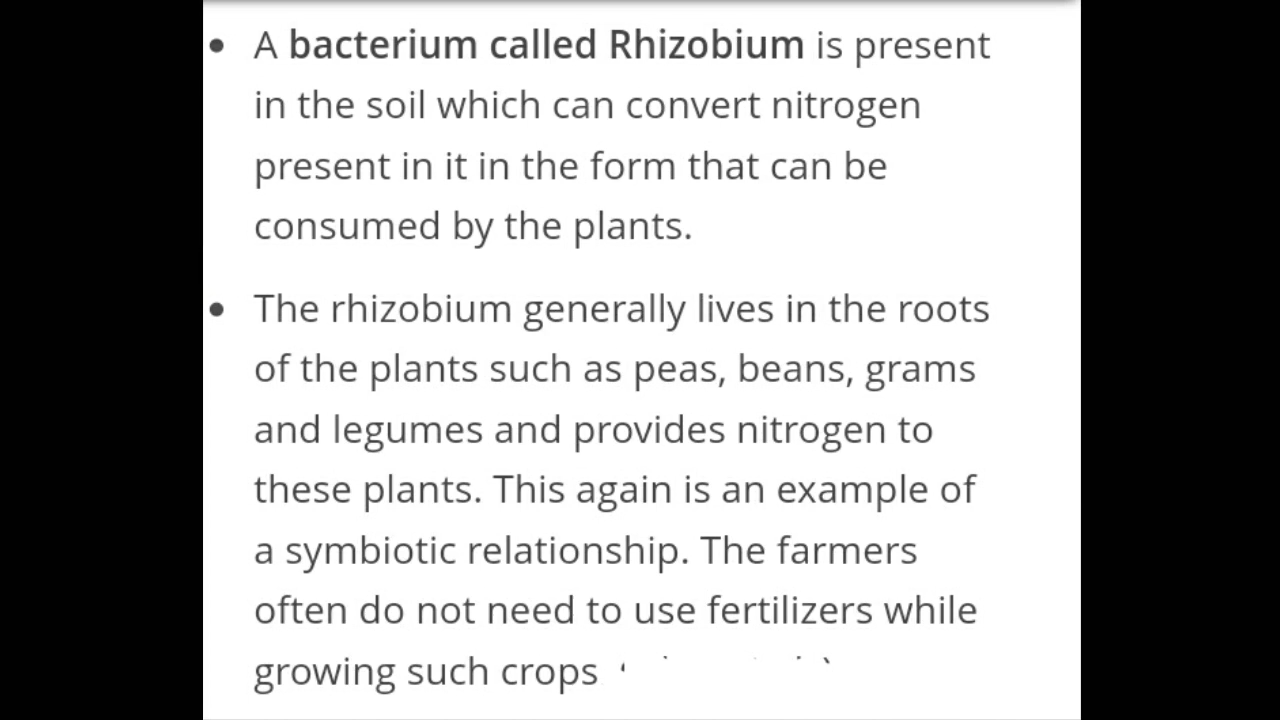 • A bacterium called Rhizobium is present
in the soil which can convert nitrogen
present in it in the form that can be
consumed by the plants.
• The rhizobium generally lives in the roots
of the plants such as peas, beans, grams
and legumes and provides nitrogen to
these plants. This again is an example of
a symbiotic relationship. The farmers
often do not need to use fertilizers while
growing such crops